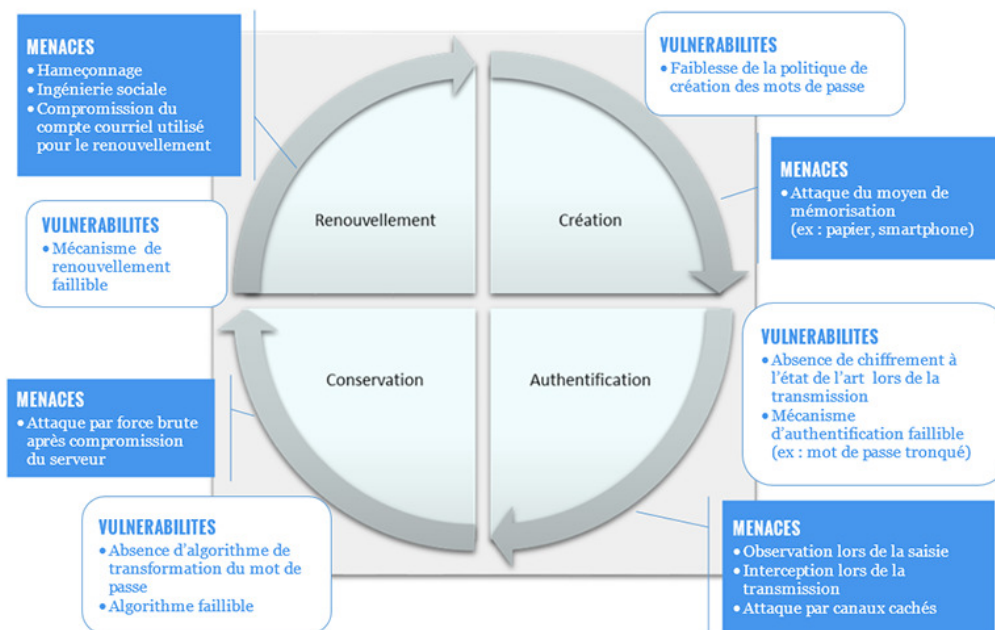 MENACES
• Hameçonnage
• Ingénierie sociale
• Compromission du
compte courriel utilisé
pour le renouvellement
VULNERABILITES
• Faiblesse de la politique de
création des mots de passe
MENACES
• Attaque du moyen de
mémorisation
(ex : papier, smartphone)
Renouvellement
Création
VULNERABILITES
• Mécanisme de
renouvellement
faillible
VULNERABILITES
• Absence de chiffrement à
l’état de l’art lors de la
transmission
• Mécanisme
d’authentification faillible
(ex : mot de passe tronqué)
Conservation
Authentification
MENACES
• Attaque par force brute
après compromission
du serveur
VULNERABILITES
• Absence d’algorithme de
transformation du mot de
passe
• Algorithme faillible
MENACES
• Observation lors de la saisie
• Interception lors de la
transmission
• Attaque par canaux cachés